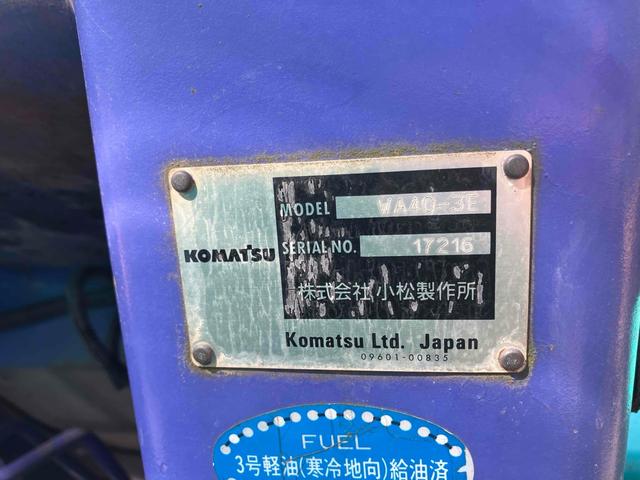 KOMATSU
MODEL WA40-3E
SERIAL NO. 17216
株式会社 小松製作所
Komatsu Ltd. Japan
09601-00835
FUEL
3号軽油(寒冷地向)給油済